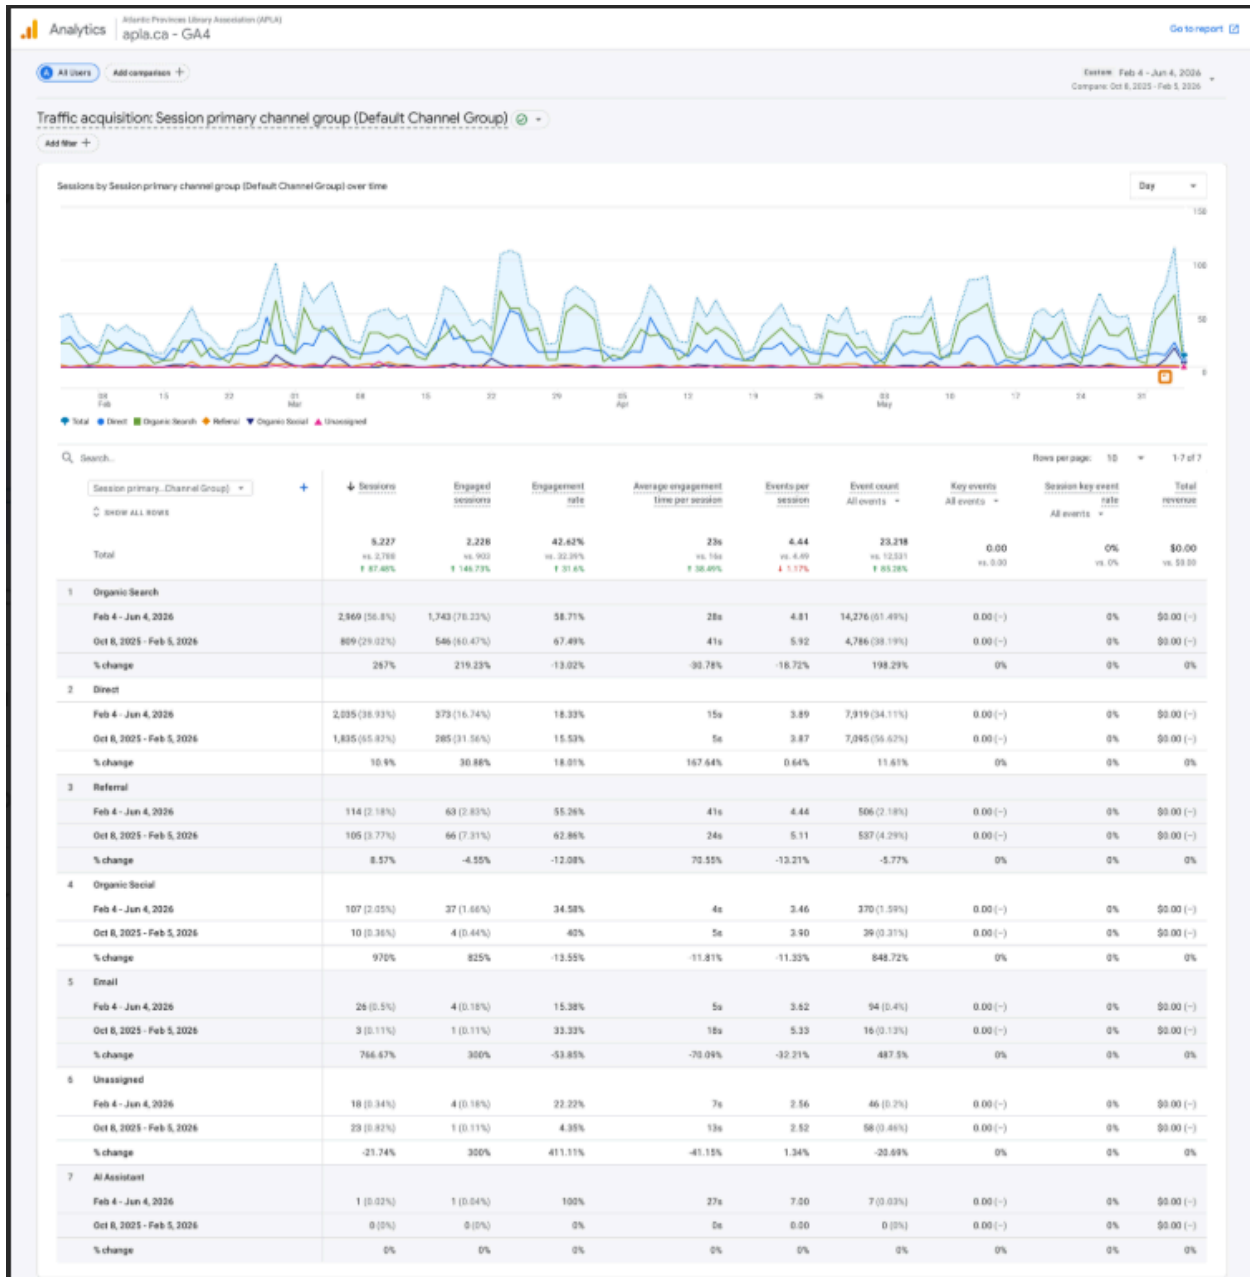 Analytics
Atlantic Provinces Library Association (APLA)
apla.ca - GA4
Go to report
A All Users Add comparison +
Custom Feb 4 - Jun 4, 2026
Compare: Oct 8, 2025 - Feb 5, 2026
Traffic acquisition: Session primary channel group (Default Channel Group)
Add filter +
Sessions by Session primary channel group (Default Channel Group) over time
Day
150
100
50
0
08 15 22 01 08 15 22 29 05 12 19 26 03 10 17 24 31
Feb Mar Apr May
Total Direct Organic Search Referral Organic Social Unassigned
Search...
Rows per page: 10 1-7 of 7
Session primary...Channel Group) + ↓ Sessions Engaged sessions Engagement rate Average engagement time per session Events per session Event count All events Key events All events Session key event rate All events Total revenue
SHOW ALL ROWS
Total 5,227 2,228 42.62% 23s 4.44 23,218 0.00 0% $0.00
vs. 2,788 vs. 903 vs. 32.39% vs. 16s vs. 4.49 vs. 12,531 vs. 0.00 vs. 0% vs. $0.00
↑ 87.48% ↑ 146.73% ↑ 31.6% ↑ 38.49% ↓ 1.17% ↑ 85.28%
1 Organic Search
Feb 4 - Jun 4, 2026 2,969 (56.8%) 1,743 (78.23%) 58.71% 28s 4.81 14,276 (61.49%) 0.00 (–) 0% $0.00 (–)
Oct 8, 2025 - Feb 5, 2026 809 (29.02%) 546 (60.47%) 67.49% 41s 5.92 4,786 (38.19%) 0.00 (–) 0% $0.00 (–)
% change 267% 219.23% -13.02% -30.78% -18.72% 198.29% 0% 0% 0%
2 Direct
Feb 4 - Jun 4, 2026 2,035 (38.93%) 373 (16.74%) 18.33% 15s 3.89 7,919 (34.11%) 0.00 (–) 0% $0.00 (–)
Oct 8, 2025 - Feb 5, 2026 1,835 (65.82%) 285 (31.56%) 15.53% 5s 3.87 7,095 (56.62%) 0.00 (–) 0% $0.00 (–)
% change 10.9% 30.88% 18.01% 167.64% 0.64% 11.61% 0% 0% 0%
3 Referral
Feb 4 - Jun 4, 2026 114 (2.18%) 63 (2.83%) 55.26% 41s 4.44 506 (2.18%) 0.00 (–) 0% $0.00 (–)
Oct 8, 2025 - Feb 5, 2026 105 (3.77%) 66 (7.31%) 62.86% 24s 5.11 537 (4.29%) 0.00 (–) 0% $0.00 (–)
% change 8.57% -4.55% -12.08% 70.55% -13.21% -5.77% 0% 0% 0%
4 Organic Social
Feb 4 - Jun 4, 2026 107 (2.05%) 37 (1.66%) 34.58% 4s 3.46 370 (1.59%) 0.00 (–) 0% $0.00 (–)
Oct 8, 2025 - Feb 5, 2026 10 (0.36%) 4 (0.44%) 40% 5s 3.90 39 (0.31%) 0.00 (–) 0% $0.00 (–)
% change 970% 825% -13.55% -11.81% -11.33% 848.72% 0% 0% 0%
5 Email
Feb 4 - Jun 4, 2026 26 (0.5%) 4 (0.18%) 15.38% 5s 3.62 94 (0.4%) 0.00 (–) 0% $0.00 (–)
Oct 8, 2025 - Feb 5, 2026 3 (0.11%) 1 (0.11%) 33.33% 18s 5.33 16 (0.13%) 0.00 (–) 0% $0.00 (–)
% change 766.67% 300% -53.85% -70.09% -32.21% 487.5% 0% 0% 0%
6 Unassigned
Feb 4 - Jun 4, 2026 18 (0.34%) 4 (0.18%) 22.22% 7s 2.56 46 (0.2%) 0.00 (–) 0% $0.00 (–)
Oct 8, 2025 - Feb 5, 2026 23 (0.82%) 1 (0.11%) 4.35% 13s 2.52 58 (0.46%) 0.00 (–) 0% $0.00 (–)
% change -21.74% 300% 411.11% -41.15% 1.34% -20.69% 0% 0% 0%
7 AI Assistant
Feb 4 - Jun 4, 2026 1 (0.02%) 1 (0.04%) 100% 27s 7.00 7 (0.03%) 0.00 (–) 0% $0.00 (–)
Oct 8, 2025 - Feb 5, 2026 0 (0%) 0 (0%) 0% 0s 0.00 0 (0%) 0.00 (–) 0% $0.00 (–)
% change 0% 0% 0% 0% 0% 0% 0% 0% 0%